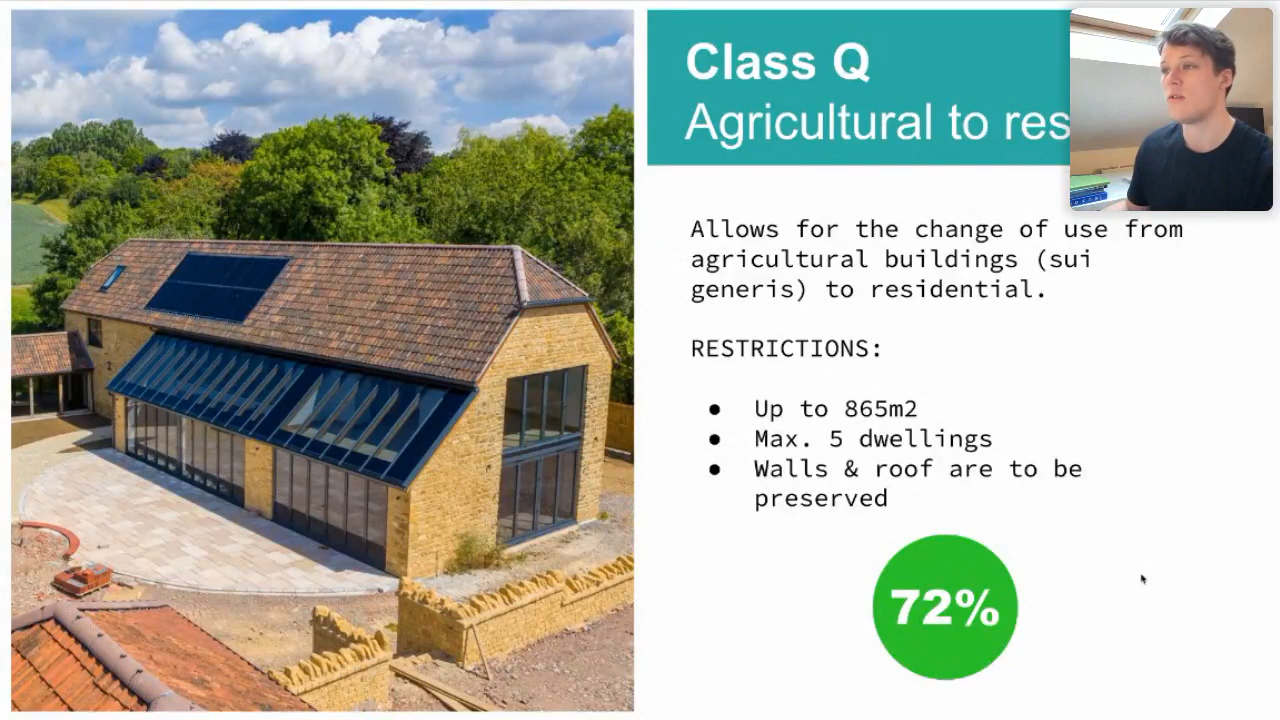 Class Q
Agricultural to res
Allows for the change of use from
agricultural buildings (sui
generis) to residential.
RESTRICTIONS:
● Up to 865m2
● Max. 5 dwellings
● Walls & roof are to be
preserved
72%